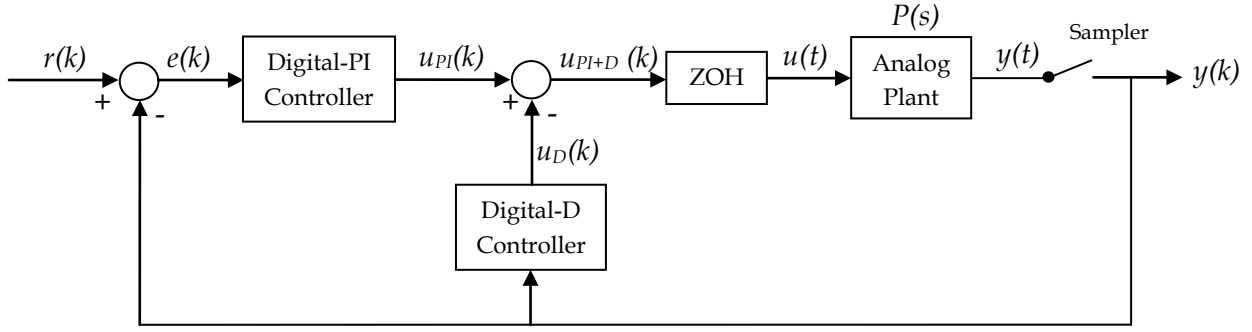 P(s)
Sampler
r(k)
e(k)
Digital-PI
Controller
uPI(k)
uPI+D (k)
ZOH
u(t)
Analog
Plant
y(t)
y(k)
+
-
+
-
uD(k)
Digital-D
Controller